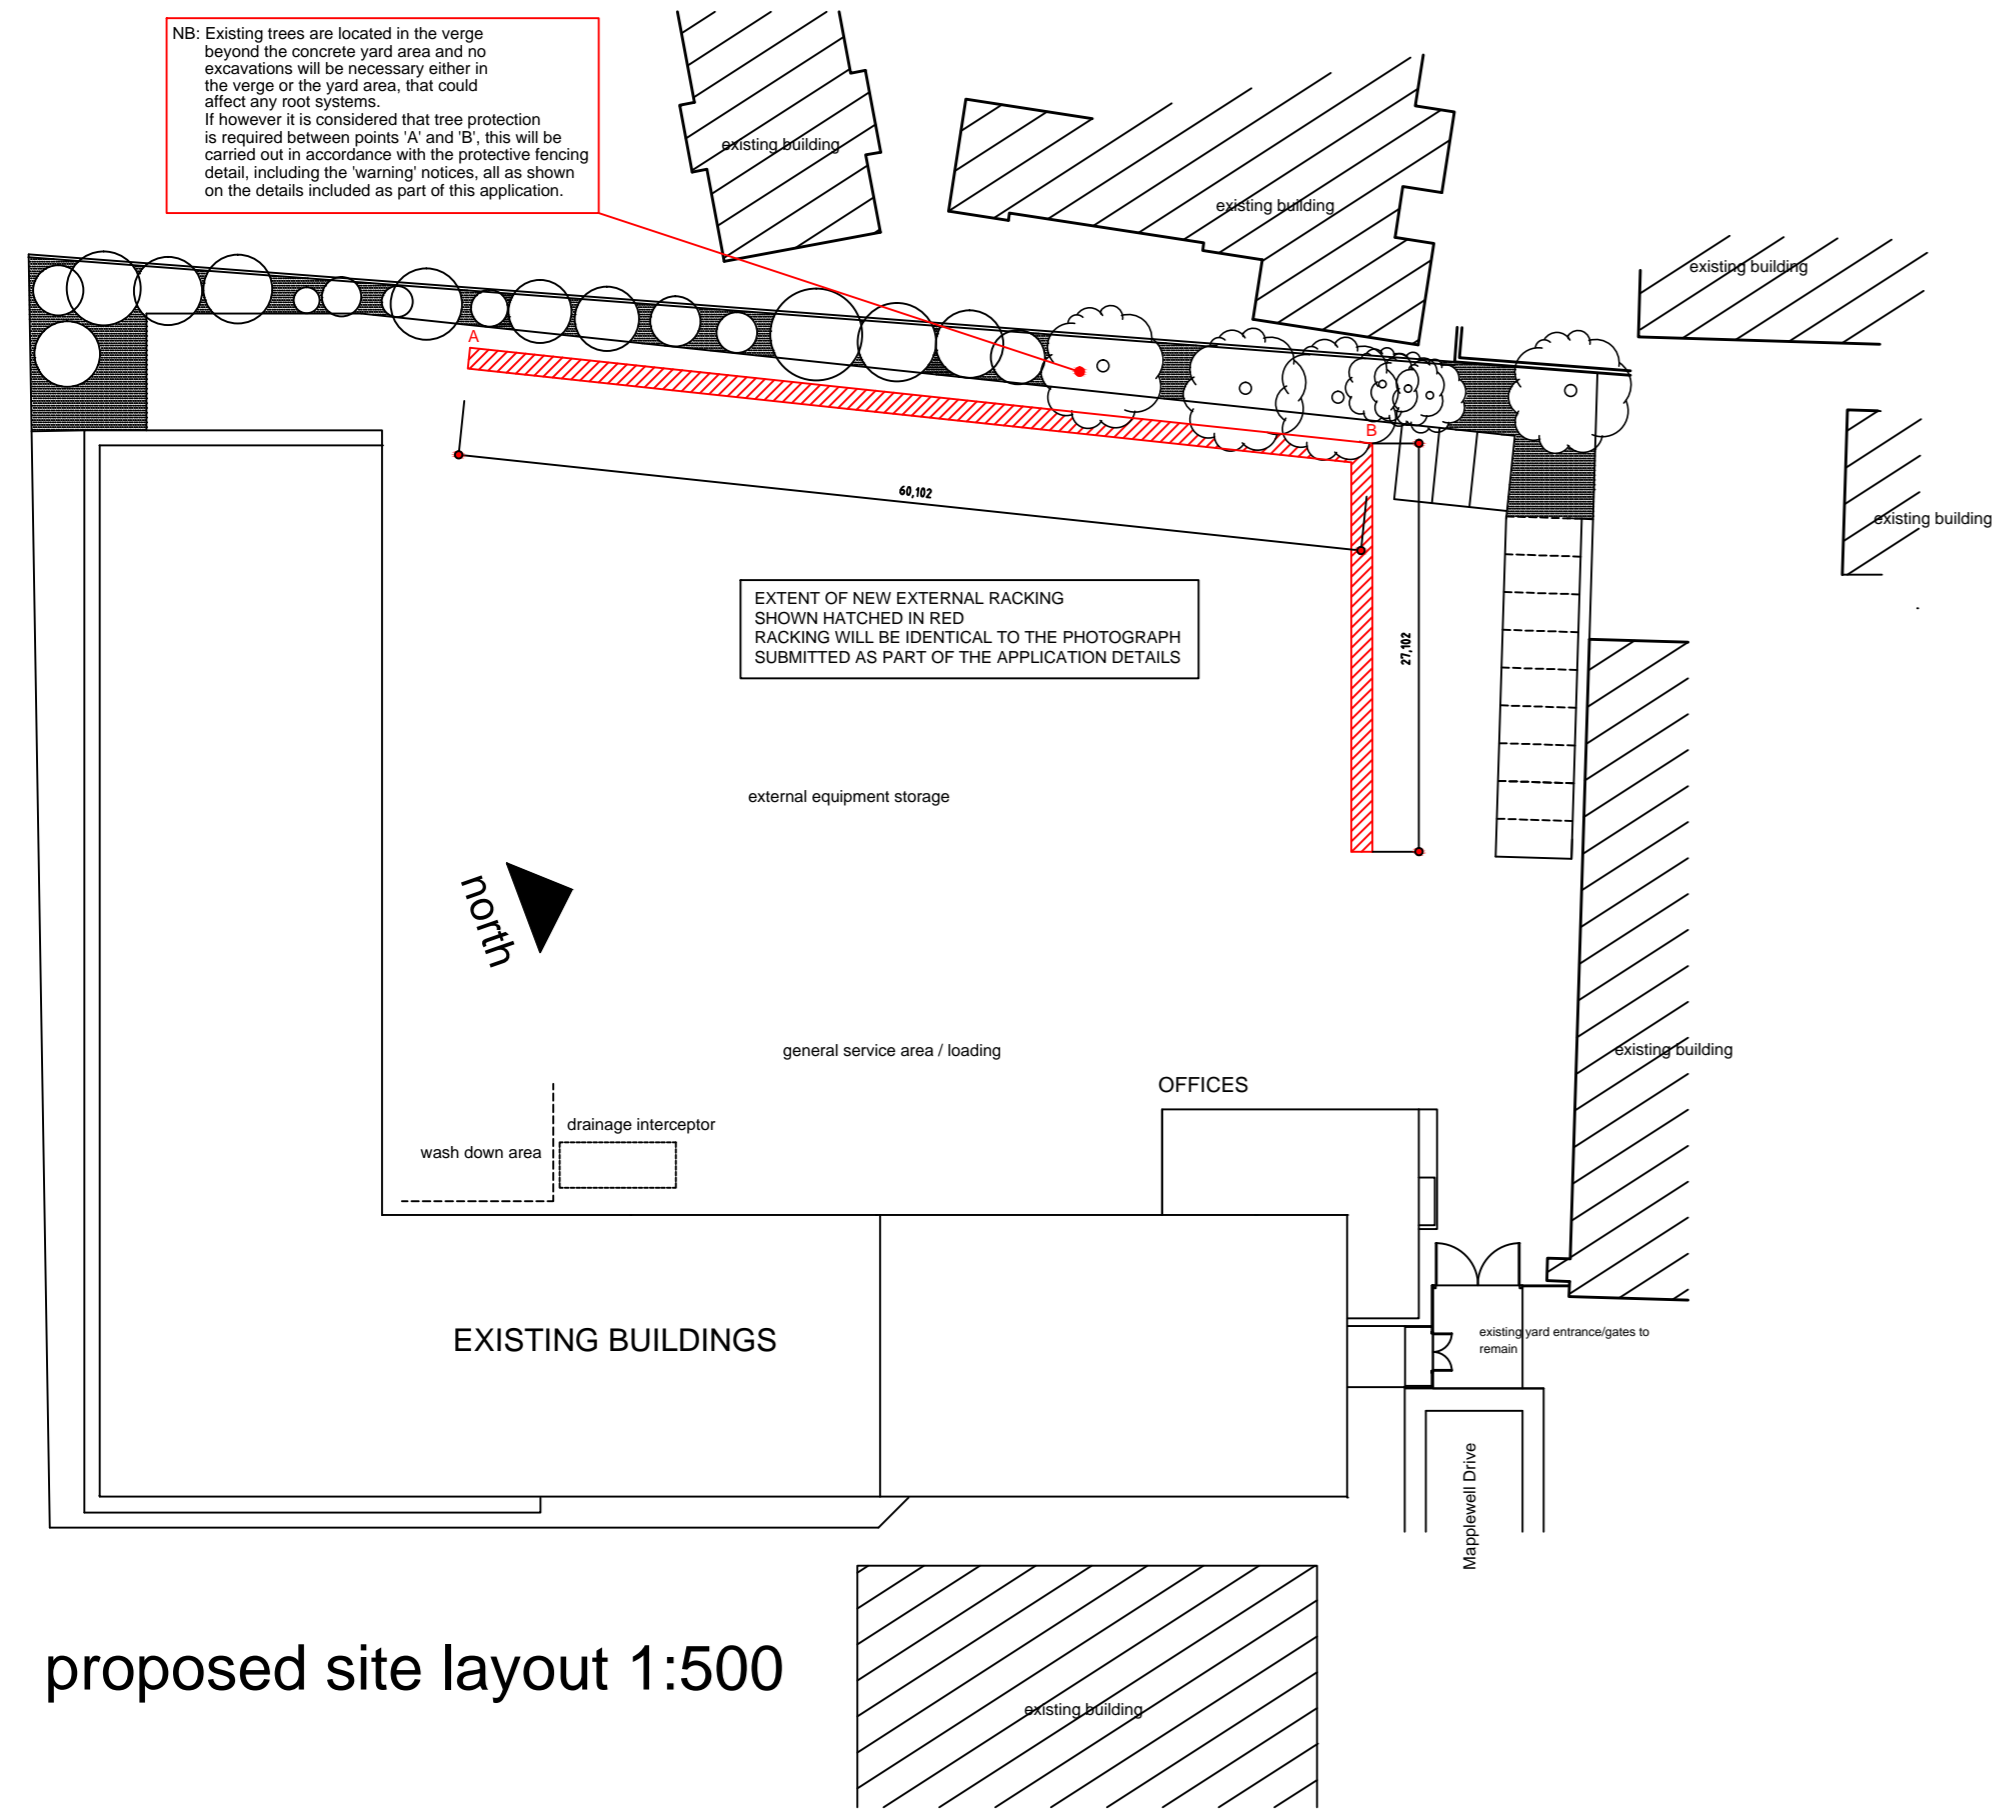 NB: Existing trees are located in the verge
beyond the concrete yard area and no
excavations will be necessary either in
the verge or the yard area, that could
affect any root systems.
If however it is considered that tree protection
is required between points 'A' and 'B', this will be
carried out in accordance with the protective fencing
detail, including the 'warning' notices, all as shown
on the details included as part of this application.
existing building
existing building
existing building
A
B
60,102
existing building
EXTENT OF NEW EXTERNAL RACKING
SHOWN HATCHED IN RED
RACKING WILL BE IDENTICAL TO THE PHOTOGRAPH
SUBMITTED AS PART OF THE APPLICATION DETAILS
27,102
external equipment storage
north
general service area / loading
existing building
OFFICES
drainage interceptor
wash down area
EXISTING BUILDINGS
existing yard entrance/gates to
remain
Mapplewell Drive
proposed site layout 1:500
existing building